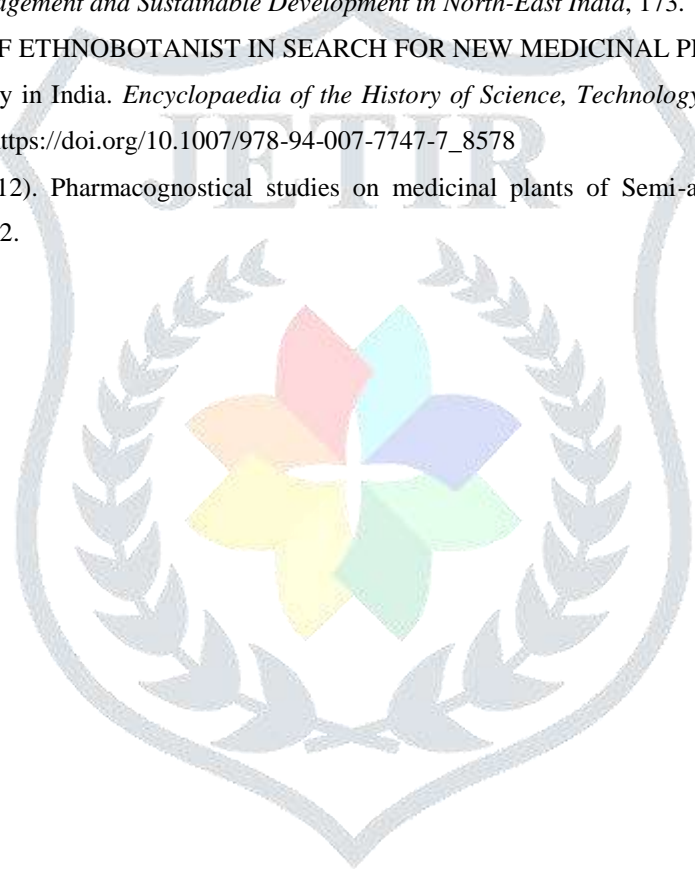 agement and Sustainable Development in North-East India, 173.
F ETHNOBOTANIST IN SEARCH FOR NEW MEDICINAL
y in India. Encyclopaedia of the History of Science, Technology
ttps://doi.org/10.1007/978-94-007-7747-7_8578
12). Pharmacognostical studies on medicinal plants of Semi-a
2.
JETIR